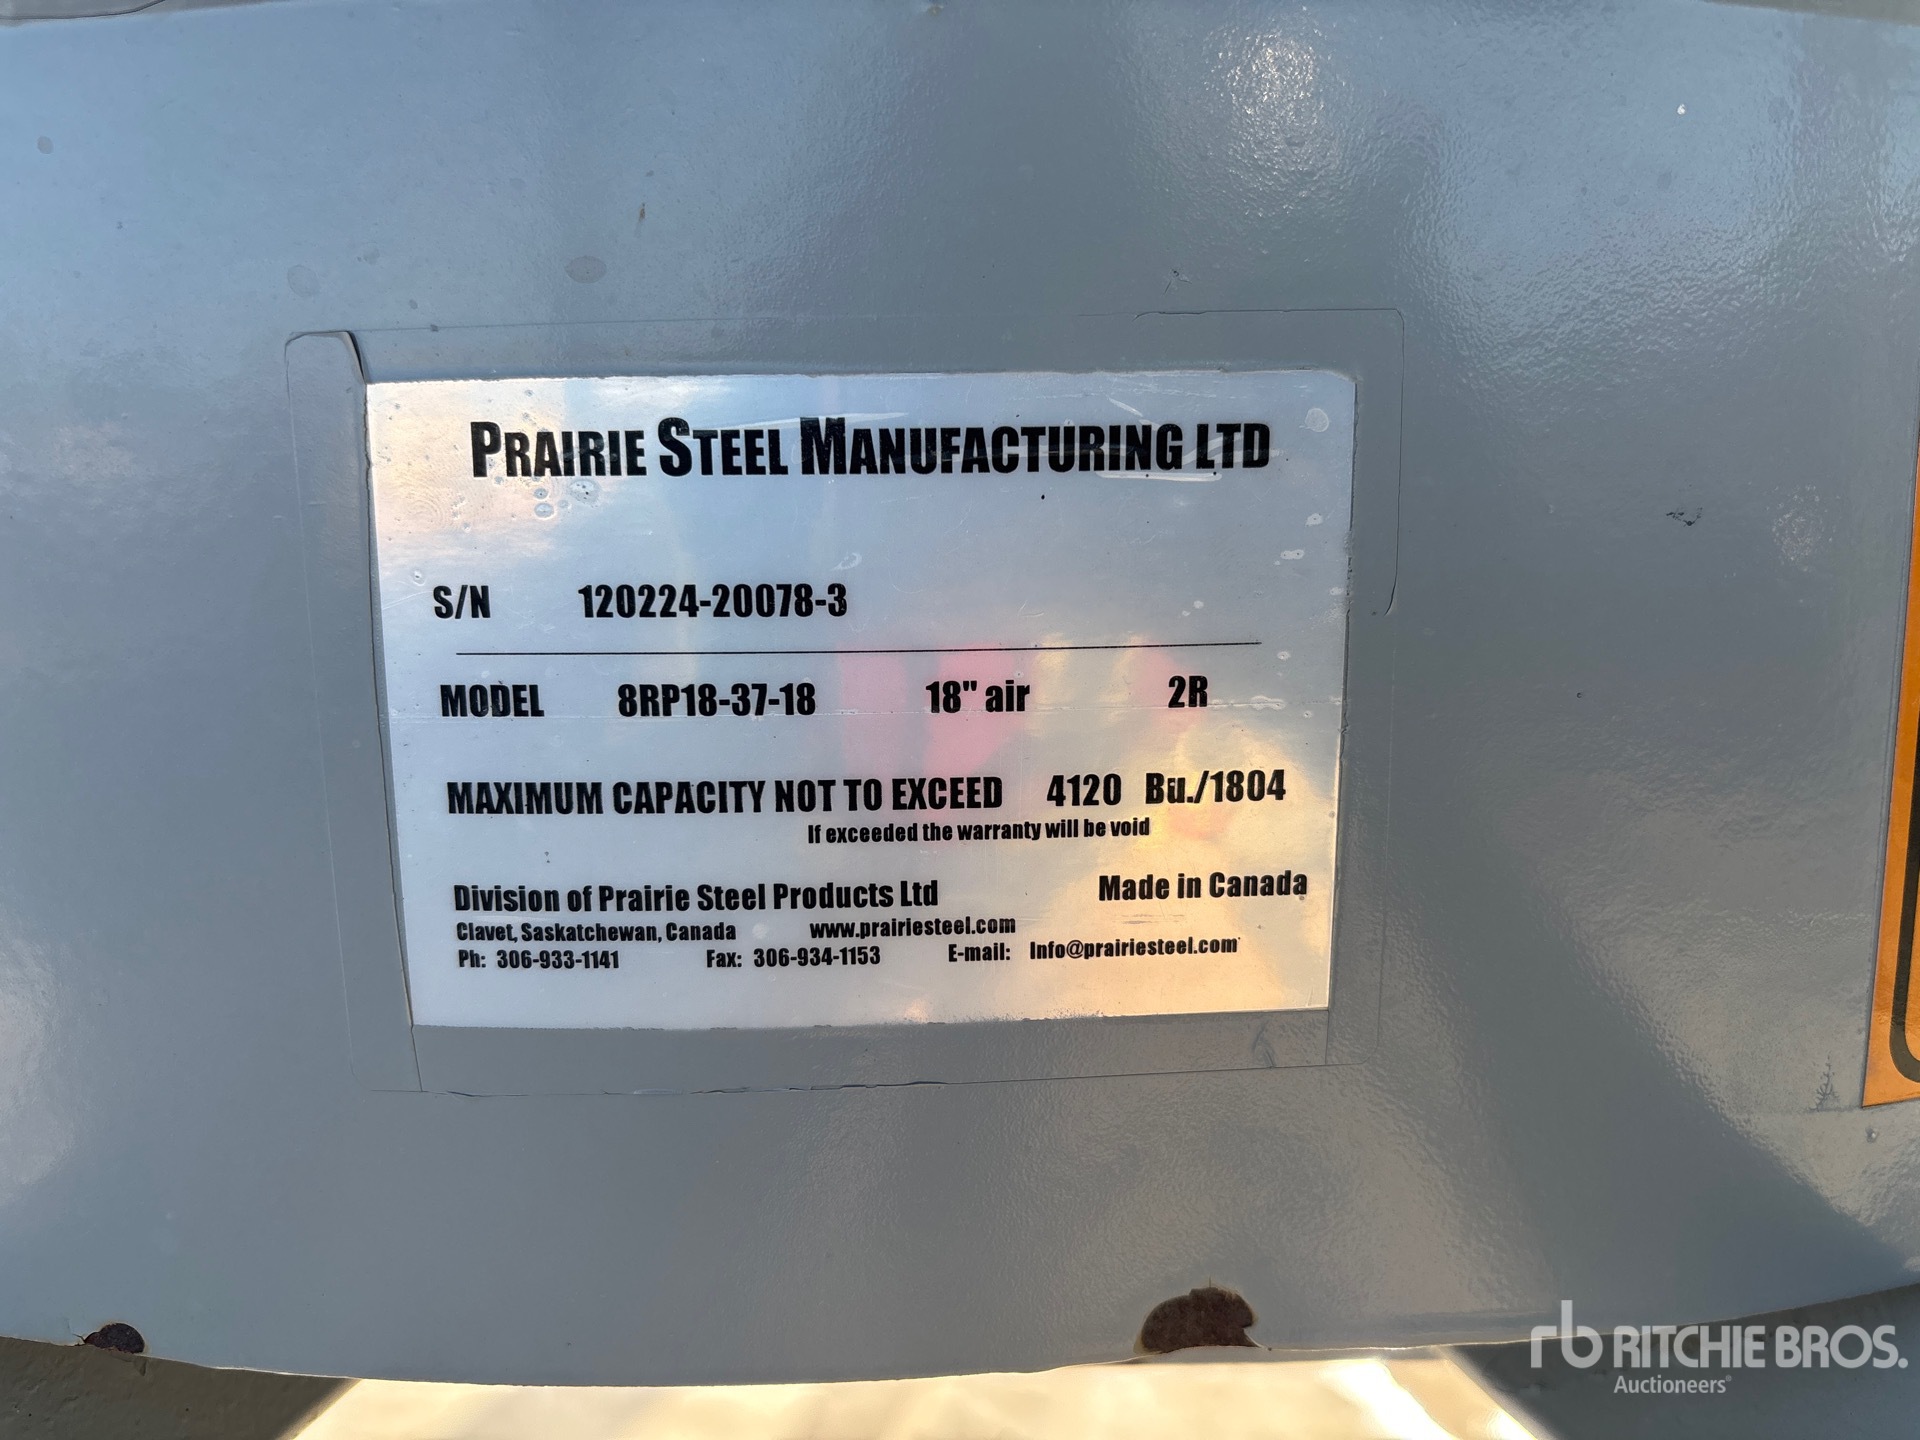 PRAIRIE STEEL MANUFACTURING LTD
S/N 120224-20078-3
MODEL 8RP18-37-18 18" air 2R
MAXIMUM CAPACITY NOT TO EXCEED 4120 Bu./1804
If exceeded the warranty will be void
Division of Prairie Steel Products Ltd Made in Canada
Clavet, Saskatchewan, Canada www.prairiesteel.com
Ph: 306-933-1141 Fax: 306-934-1153 E-mail: Info@prairiesteel.com
rb RITCHIE BROS.
Auctioneers®